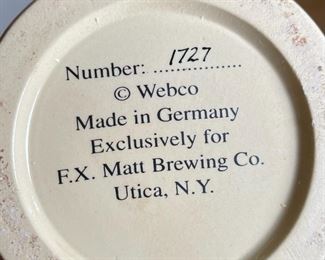 Number: 1727
© Webco
Made in Germany
Exclusively for
F.X. Matt Brewing Co.
Utica, N.Y.